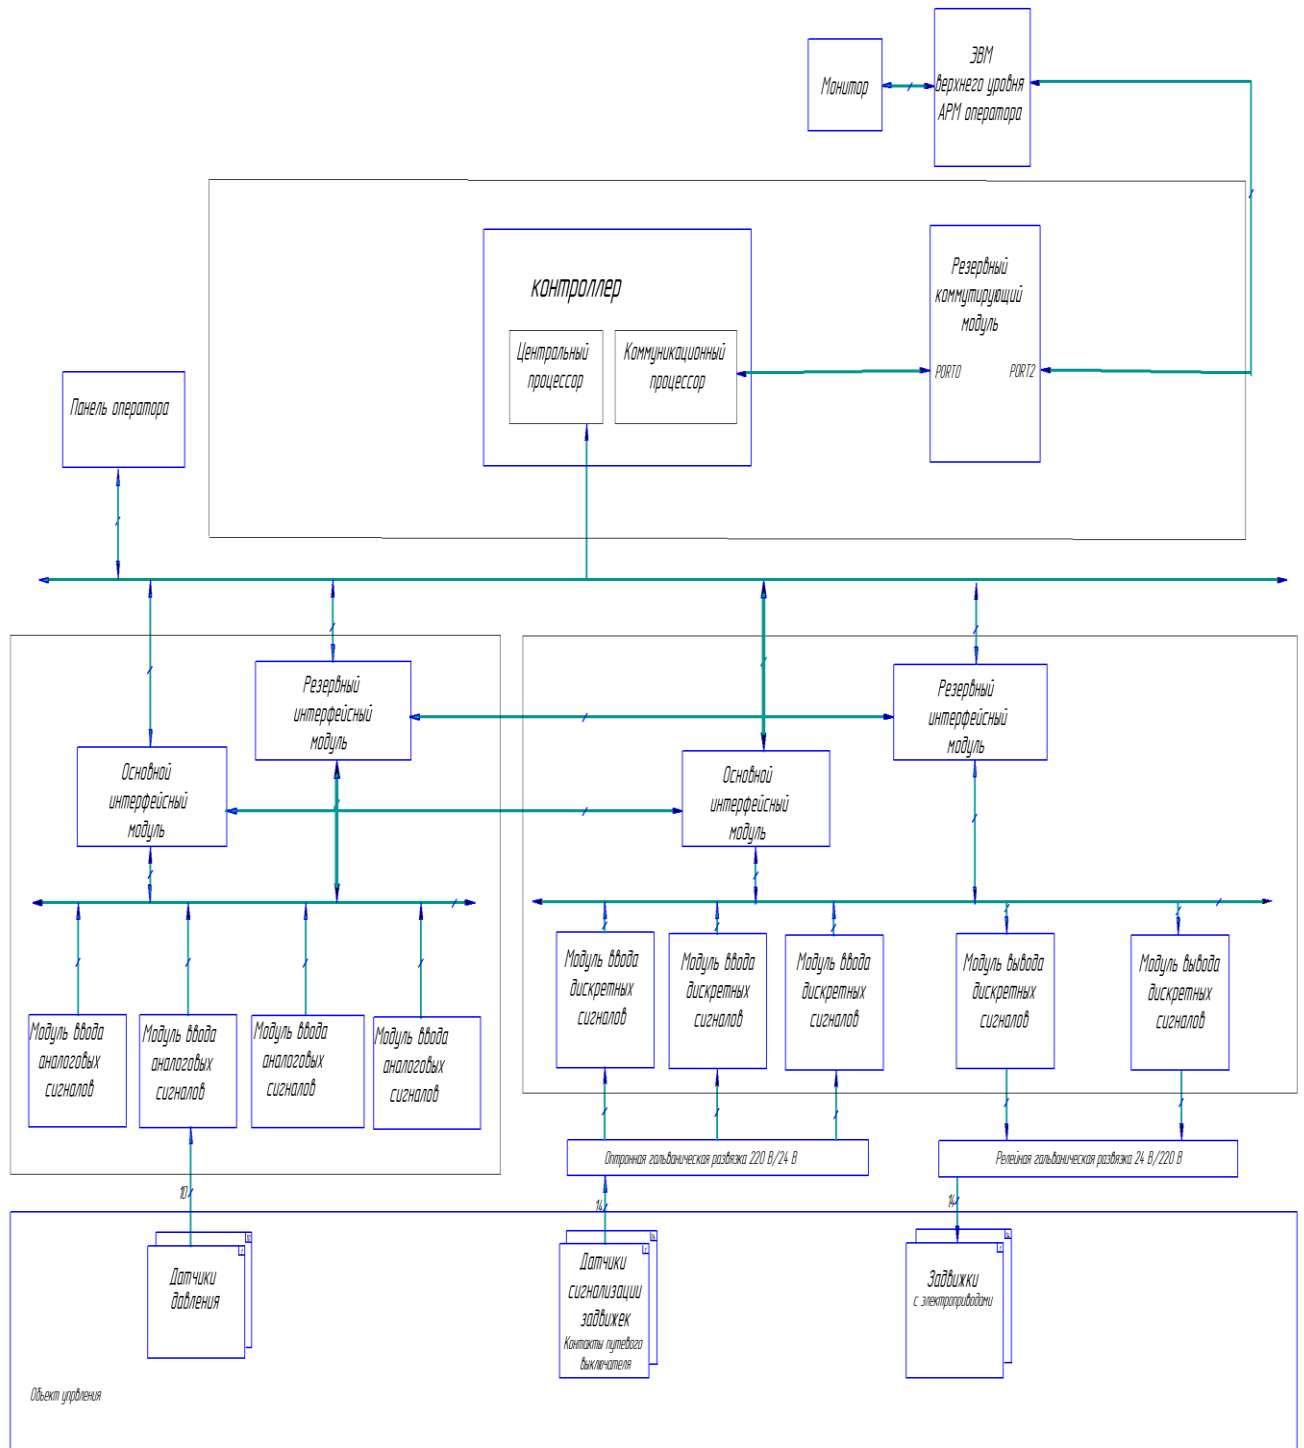 Монитор
ЭВМ
верхнего уровня
АРМ оператора
контроллер
Центральный
процессор
Коммуникационный
процессор
Резервный
коммутирующий
модуль
PORT0
PORT2
Панель оператора
Резервный
интерфейсный
модуль
Основной
интерфейсный
модуль
Резервный
интерфейсный
модуль
Основной
интерфейсный
модуль
Модуль ввода
аналоговых
сигналов
Модуль ввода
аналоговых
сигналов
Модуль ввода
аналоговых
сигналов
Модуль ввода
аналоговых
сигналов
Модуль ввода
дискретных
сигналов
Модуль ввода
дискретных
сигналов
Модуль ввода
дискретных
сигналов
Модуль вывода
дискретных
сигналов
Модуль вывода
дискретных
сигналов
Оптронная гальваническая развязка 220 В/24 В
Релейная гальваническая развязка 24 В/220 В
10
14
14
Датчики
давления
Датчики
сигнализации
задвижек
Контакты путевого
выключателя
Задвижки
с электроприводами
Объект упрвления